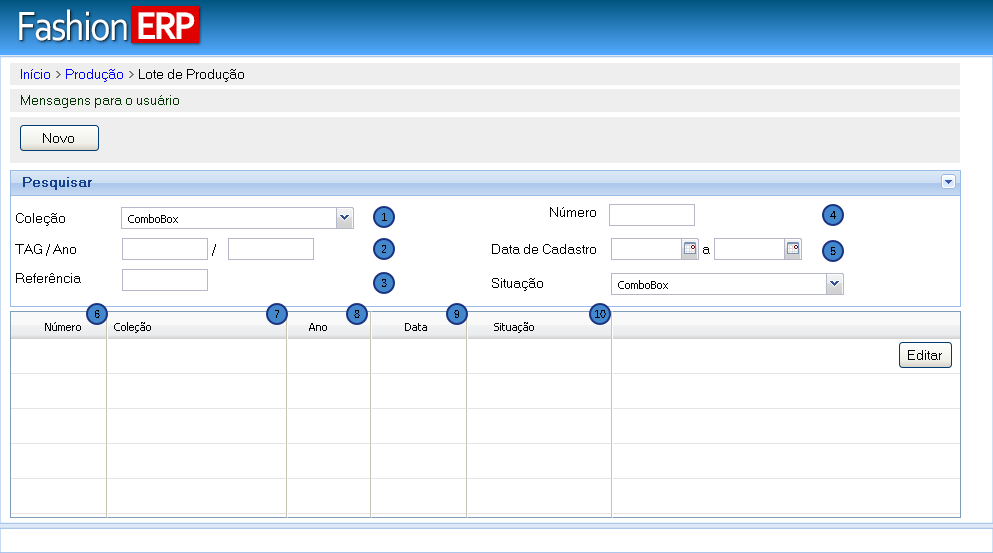 Fashion ERP
Início > Produção > Lote de Produção
Mensagens para o usuário
Novo
Pesquisar
Coleção ComboBox 1 Número 4
TAG / Ano / 2 Data de Cadastro a 5
Referência 3 Situação ComboBox
Número 6 Coleção 7 Ano 8 Data 9 Situação 10
Editar